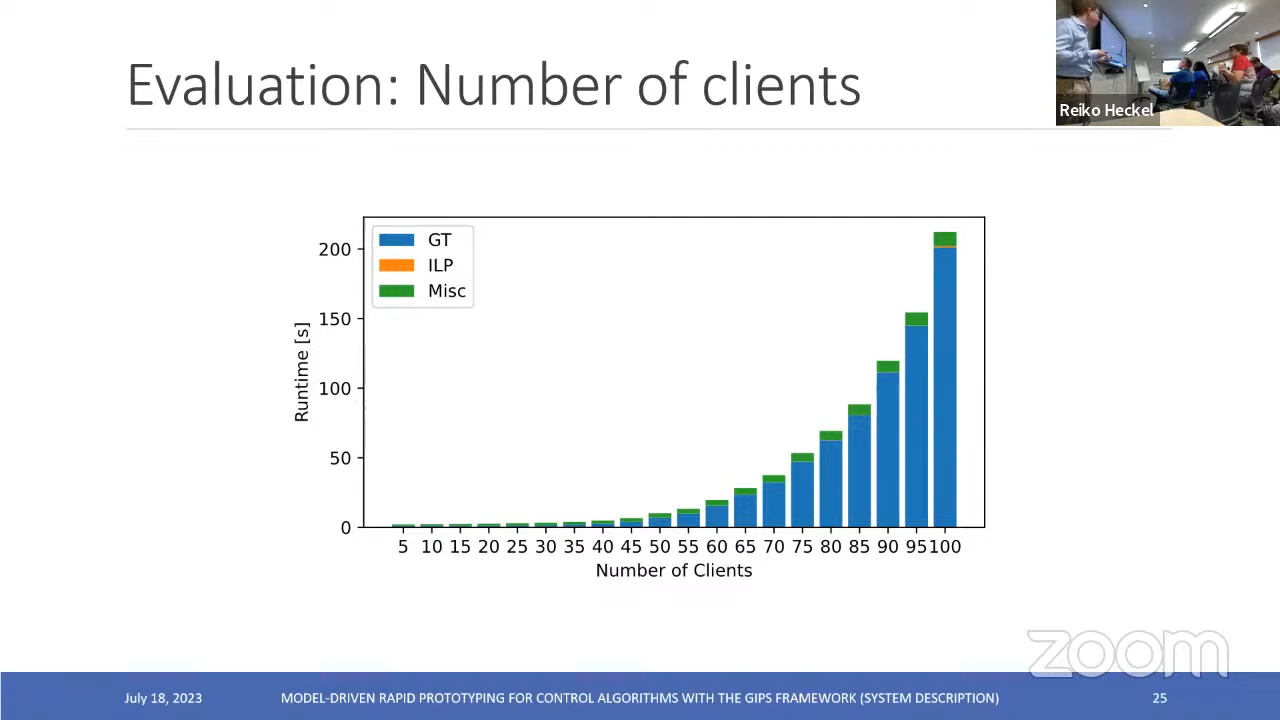 Evaluation: Number of clients
Reiko Heckel
GT
ILP
Misc
200
150
100
50
0
Runtime [s]
5 10 15 20 25 30 35 40 45 50 55 60 65 70 75 80 85 90 95 100
Number of Clients
zoom
July 18, 2023 MODEL-DRIVEN RAPID PROTOTYPING FOR CONTROL ALGORITHMS WITH THE GIPS FRAMEWORK (SYSTEM DESCRIPTION) 25